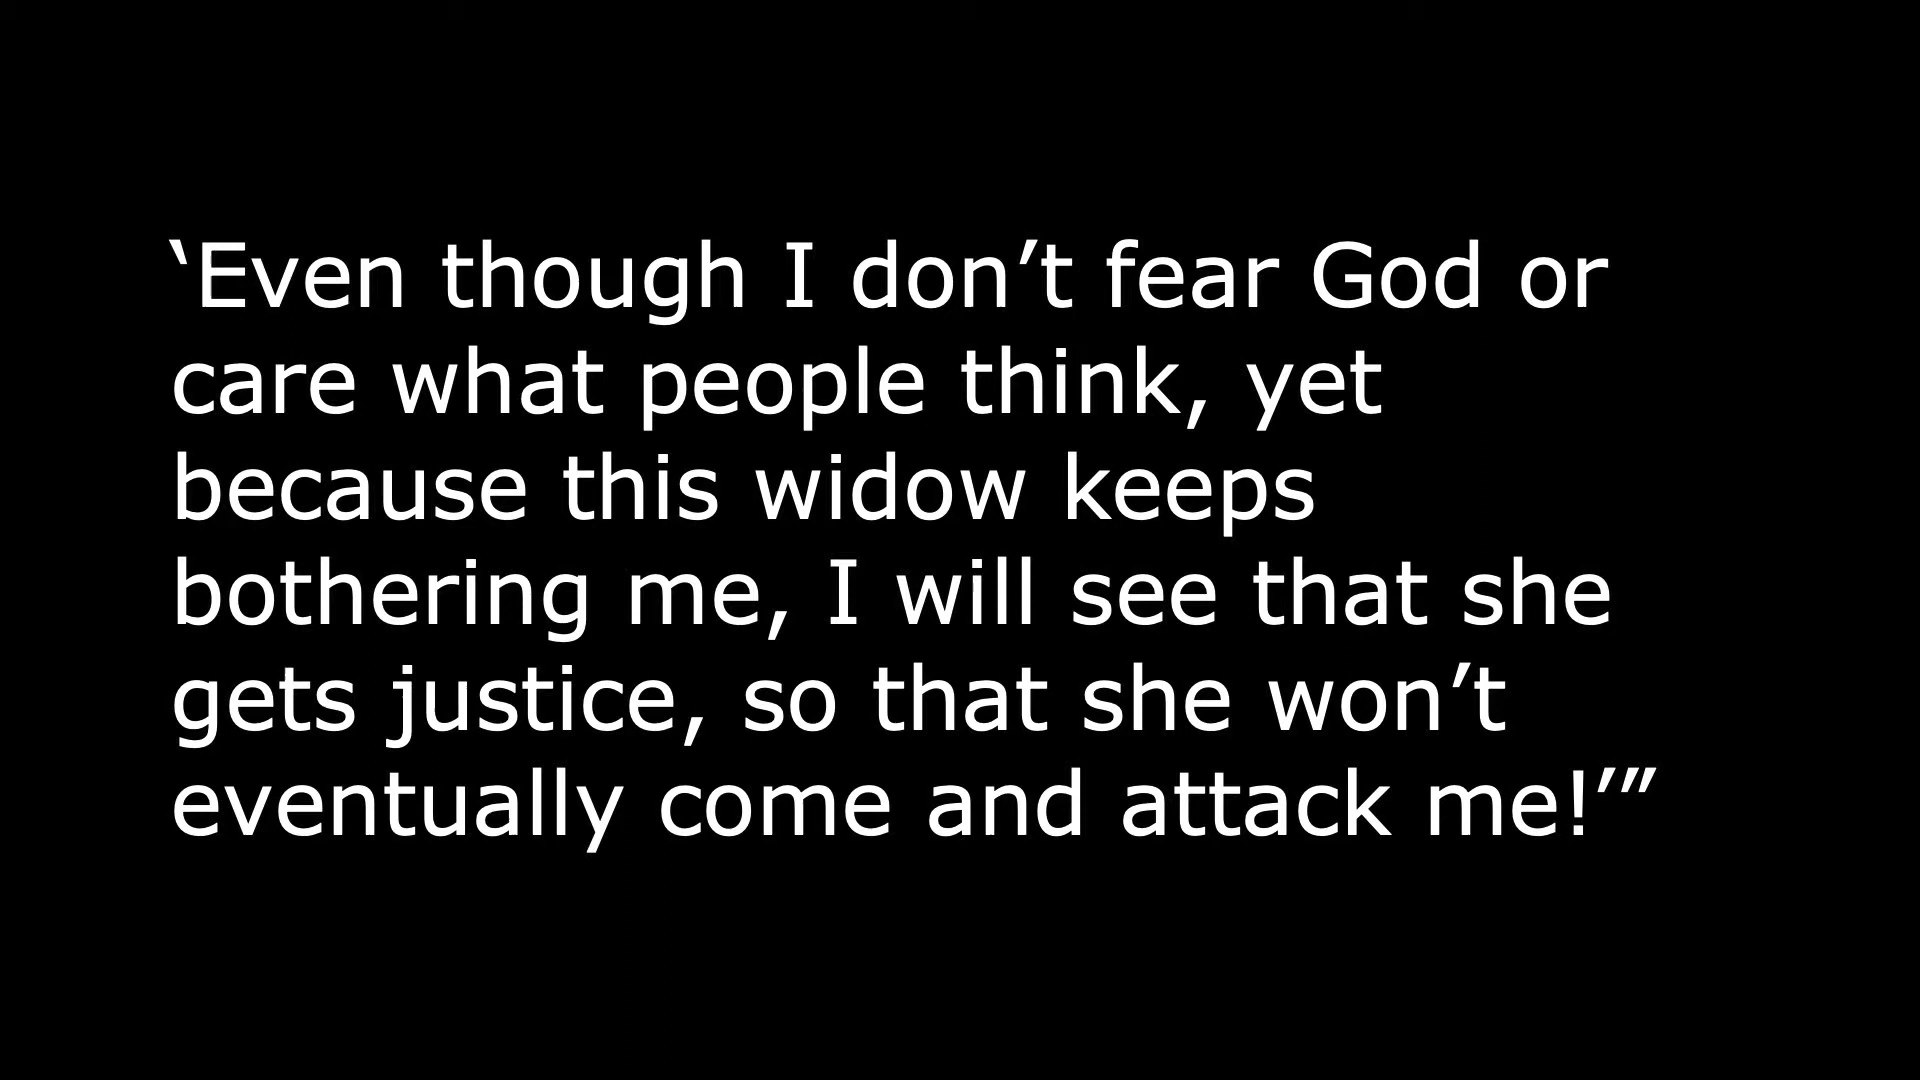 ‘Even though I don’t fear God or
care what people think, yet
because this widow keeps
bothering me, I will see that she
gets justice, so that she won’t
eventually come and attack me!’”